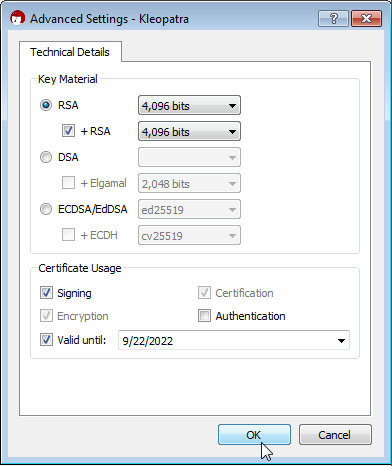 Advanced Settings - Kleopatra
Technical Details
Key Material
RSA 4,096 bits
+ RSA 4,096 bits
DSA
+ Elgamal 2,048 bits
ECDSA/EdDSA ed25519
+ ECDH cv25519
Certificate Usage
Signing Certification
Encryption Authentication
Valid until: 9/22/2022
OK Cancel